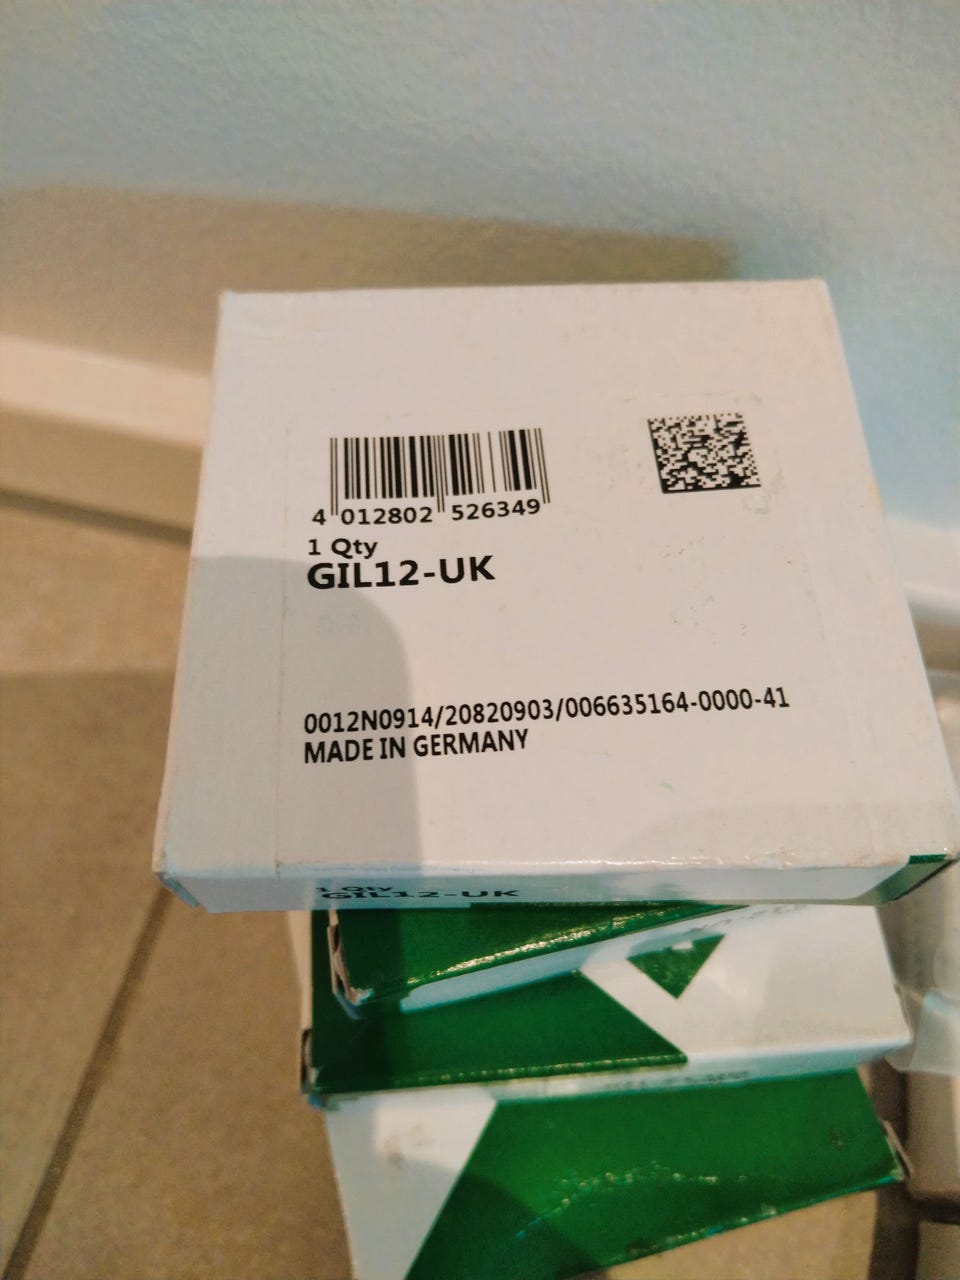 4 012802 526349
1 Qty
GIL12-UK
0012N0914/20820903/006635164-0000-41
MADE IN GERMANY
1 Qty
GIL12-UK